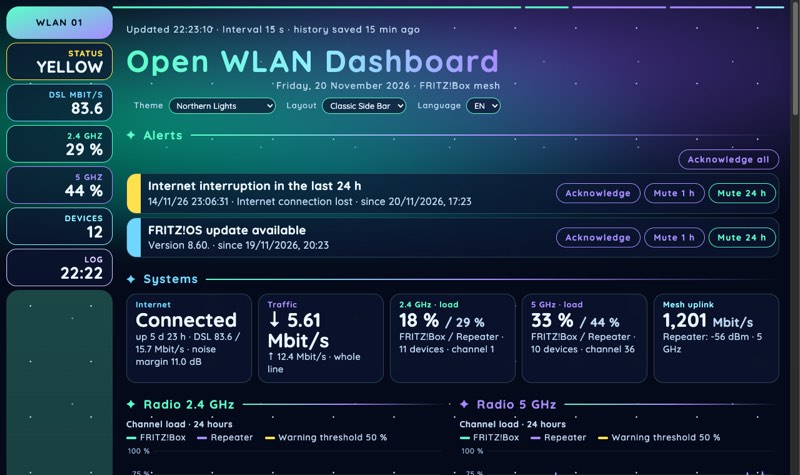 WLAN 01
STATUS
YELLOW
DSL MBIT/S
83.6
2.4 GHZ
29 %
5 GHZ
44 %
DEVICES
12
LOG
22:22
Updated 22:23:10 · Interval 15 s · history saved 15 min ago
Open WLAN Dashboard
Friday, 20 November 2026 · FRITZ!Box mesh
Theme Northern Lights Layout Classic Side Bar Language EN
Alerts
Acknowledge all
Internet interruption in the last 24 h
14/11/26 23:06:31 · Internet connection lost · since 20/11/2026, 17:23
Acknowledge Mute 1 h Mute 24 h
FRITZ!OS update available
Version 8.60. · since 19/11/2026, 20:23
Acknowledge Mute 1 h Mute 24 h
Systems
Internet
Connected
up 5 d 23 h · DSL 83.6 /
15.7 Mbit/s · noise
margin 11.0 dB
Traffic
↓ 5.61
Mbit/s
↑ 12.4 Mbit/s · whole
line
2.4 GHz · load
18 % / 29 %
FRITZ!Box / Repeater ·
11 devices · channel 1
5 GHz · load
33 % / 44 %
FRITZ!Box / Repeater ·
10 devices · channel 36
Mesh uplink
1,201 Mbit/s
Repeater: -56 dBm · 5
GHz
Radio 2.4 GHz
Channel load · 24 hours
FRITZ!Box Repeater Warning threshold 50 %
100 %
75 %
Radio 5 GHz
Channel load · 24 hours
FRITZ!Box Repeater Warning threshold 50 %
100 %
75 %